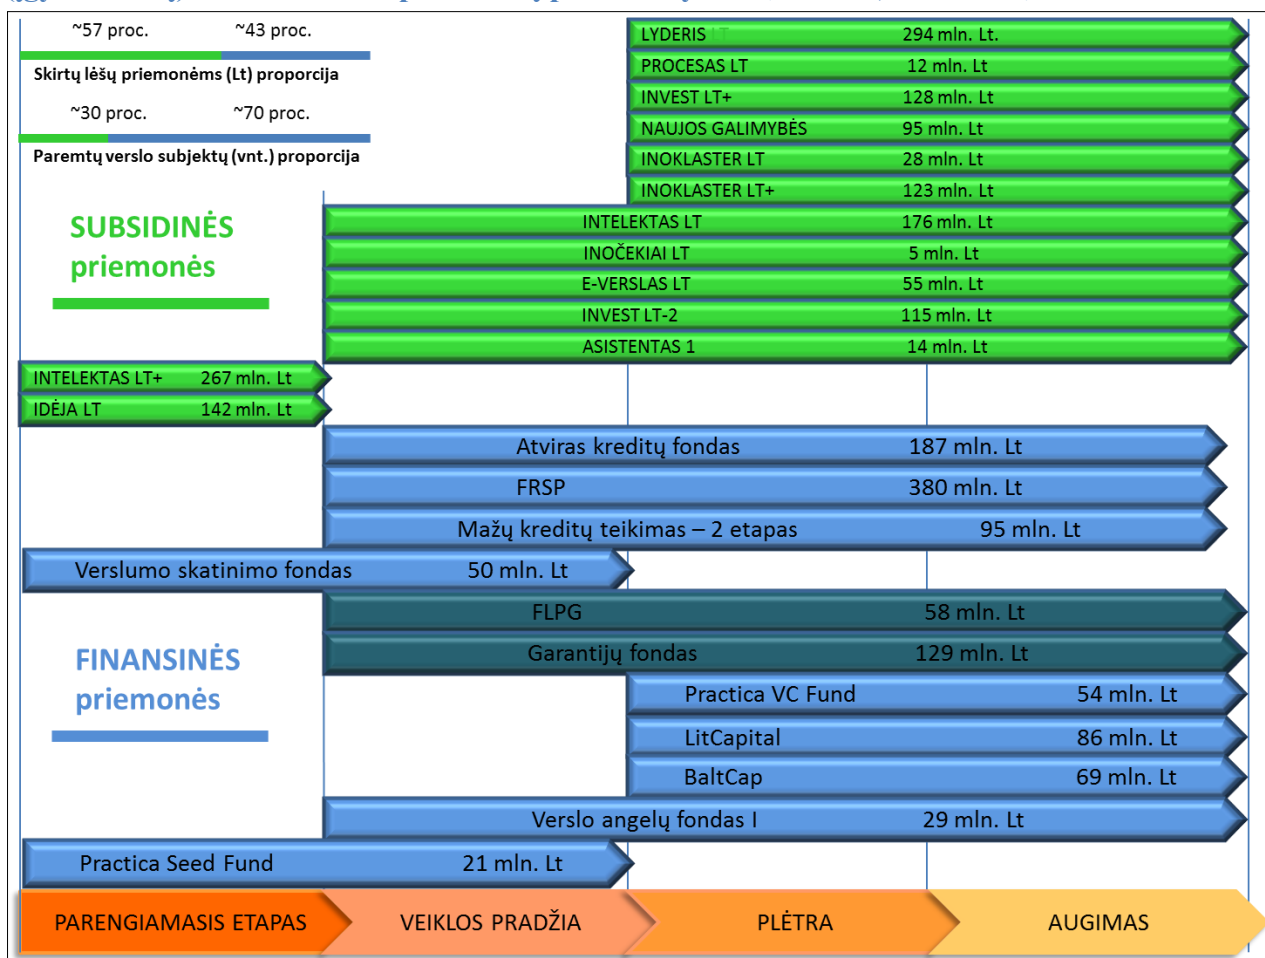 ~57 proc. ~43 proc.
Skirtų lėšų priemonėms (Lt) proporcija
~30 proc. ~70 proc.
Paremtų verslo subjektų (vnt.) proporcija
LYDERIS LT 294 mln. Lt.
PROCESAS LT 12 mln. Lt
INVEST LT+ 128 mln. Lt
NAUJOS GALIMYBĖS 95 mln. Lt
INOKLASTER LT 28 mln. Lt
INOKLASTER LT+ 123 mln. Lt
SUBSIDINĖS
priemonės
INTELEKTAS LT 176 mln. Lt
INOČEKIAI LT 5 mln. Lt
E-VERSLAS LT 55 mln. Lt
INVEST LT-2 115 mln. Lt
ASISTENTAS 1 14 mln. Lt
INTELEKTAS LT+ 267 mln. Lt
IDĖJA LT 142 mln. Lt
Atviras kreditų fondas 187 mln. Lt
FRSP 380 mln. Lt
Mažų kreditų teikimas – 2 etapas 95 mln. Lt
Verslumo skatinimo fondas 50 mln. Lt
FLPG 58 mln. Lt
Garantijų fondas 129 mln. Lt
FINANSINĖS
priemonės
Practica VC Fund 54 mln. Lt
LitCapital 86 mln. Lt
BaltCap 69 mln. Lt
Verslo angelų fondas I 29 mln. Lt
Practica Seed Fund 21 mln. Lt
PARENGIAMASIS ETAPAS VEIKLOS PRADŽIA PLĖTRA AUGIMAS